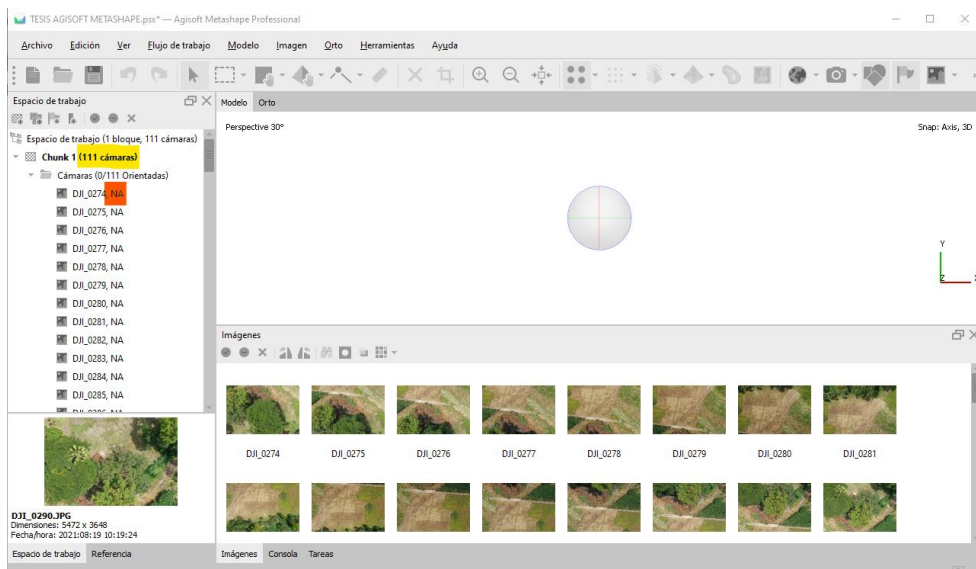 TESIS AGISOFT METASHAPE.psx* — Agisoft Metashape Professional
Archivo Edición Ver Flujo de trabajo Modelo Imagen Orto Herramientas Ayuda
Espacio de trabajo
Modelo Orto
Perspective 30°
Snap: Axis, 3D
Espacio de trabajo (1 bloque, 111 cámaras)
Chunk 1 (111 cámaras)
Cámaras (0/111 Orientadas)
DJI_0274, NA
DJI_0275, NA
DJI_0276, NA
DJI_0277, NA
DJI_0278, NA
DJI_0279, NA
DJI_0280, NA
DJI_0281, NA
DJI_0282, NA
DJI_0283, NA
DJI_0284, NA
DJI_0285, NA
DJI_0286, NA
Y
Z
X
Imágenes
DJI_0274 DJI_0275 DJI_0276 DJI_0277 DJI_0278 DJI_0279 DJI_0280 DJI_0281
DJI_0290.JPG
Dimensiones: 5472 x 3648
Fecha/hora: 2021:08:19 10:19:24
Espacio de trabajo Referencia
Imágenes Consola Tareas